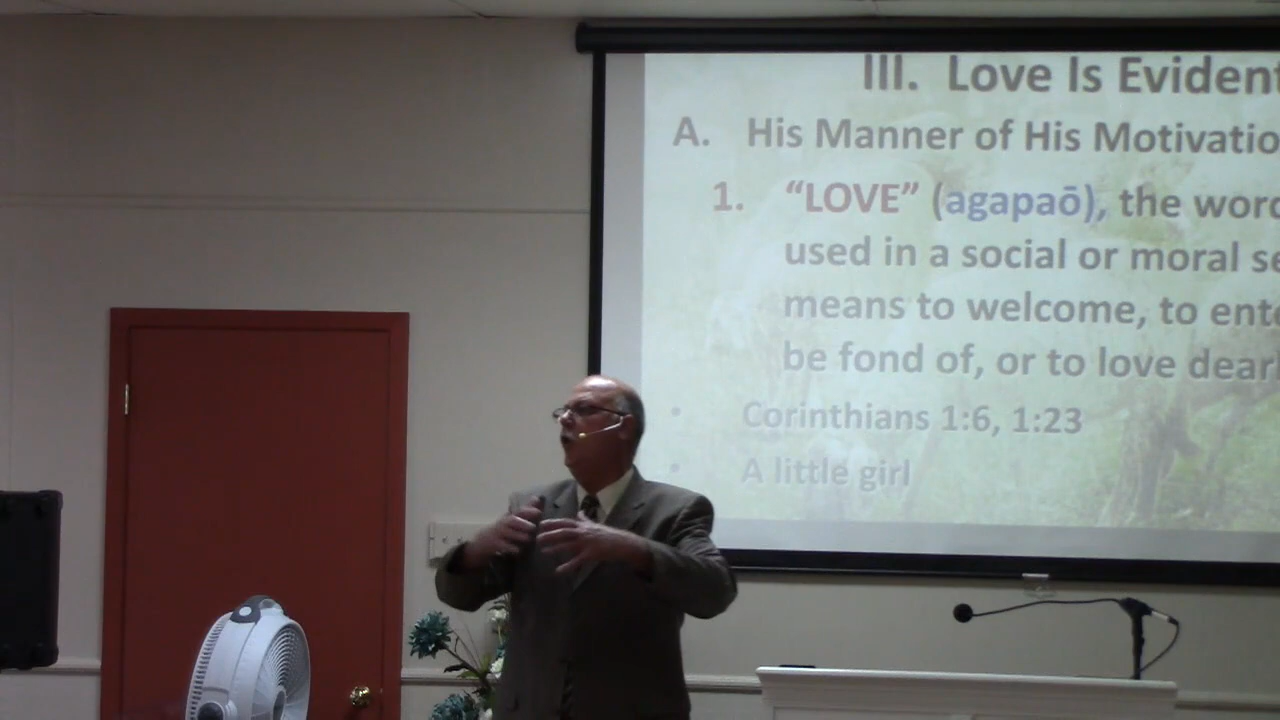 III. Love Is Evident
A. His Manner of His Motivatio
1. “LOVE” (agapaō), the word
used in a social or moral se
means to welcome, to ente
be fond of, or to love dearl
• Corinthians 1:6, 1:23
• A little girl